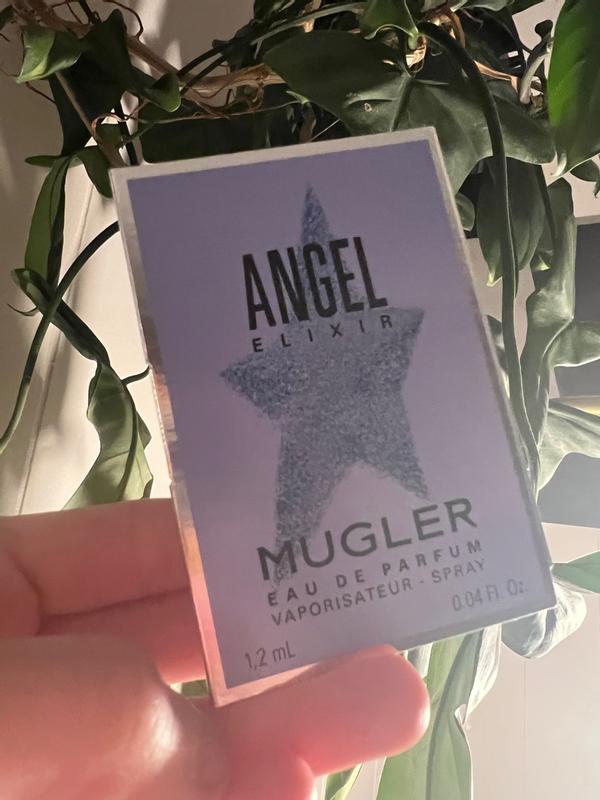 ANGEL
ELIXIR
MUGLER
EAU DE PARFUM
VAPORISATEUR - SPRAY
1,2 mL 0.04 Fl. Oz.